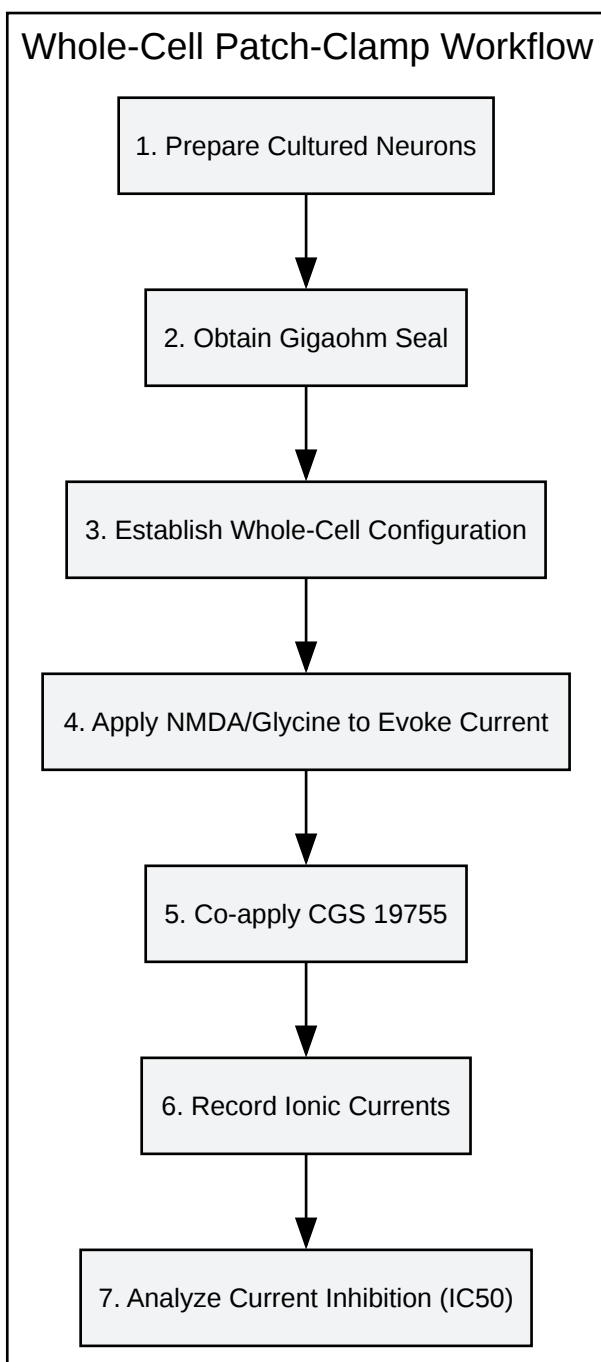 Whole-Cell Patch-Clamp Workflow
1. Prepare Cultured Neurons
2. Obtain Gigaohm Seal
3. Establish Whole-Cell Configuration
4. Apply NMDA/Glycine to Evoke Current
5. Co-apply CGS 19755
6. Record Ionic Currents
7. Analyze Current Inhibition (IC50)